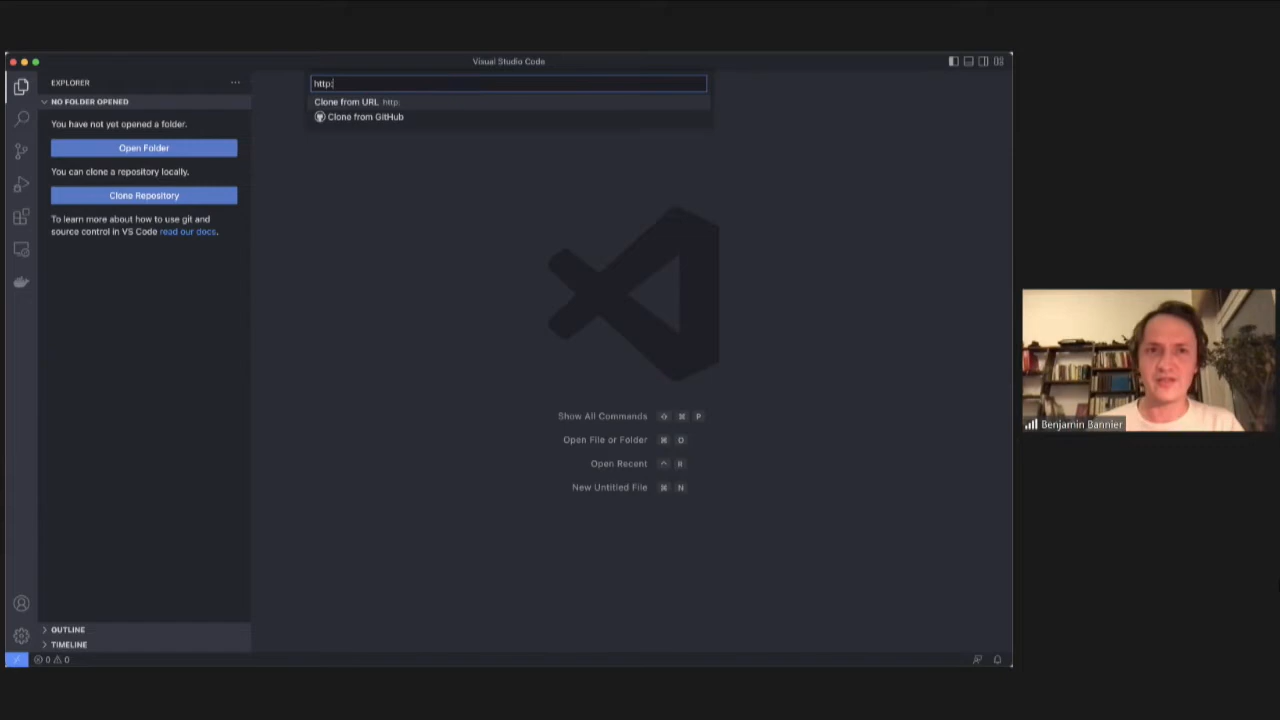 Visual Studio Code
EXPLORER
NO FOLDER OPENED
You have not yet opened a folder.
Open Folder
You can clone a repository locally.
Clone Repository
To learn more about how to use git and
source control in VS Code read our docs.
http:
Clone from URL http:
Clone from GitHub
Show All Commands ⇧ ⌘ P
Open File or Folder ⌘ O
Open Recent ⌃ R
New Untitled File ⌘ N
Benjamin Bannier
OUTLINE
TIMELINE
0 0